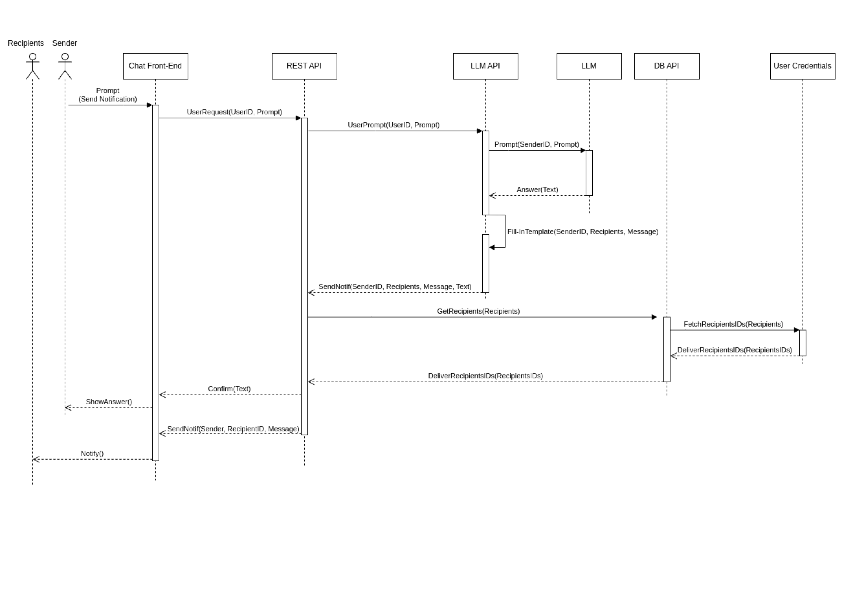 Recipients
Sender
Chat Front-End
REST API
LLM API
LLM
DB API
User Credentials
Prompt
(Send Notification)
UserRequest(UserID, Prompt)
UserPrompt(UserID, Prompt)
Prompt(SenderID, Prompt)
Answer(Text)
Fill-InTemplate(SenderID, Recipients, Message)
SendNotif(SenderID, Recipients, Message, Text)
GetRecipients(Recipients)
FetchRecipientsIDs(Recipients)
DeliverRecipientsIDs(RecipientsIDs)
DeliverRecipientsIDs(RecipientsIDs)
Confirm(Text)
ShowAnswer()
SendNotif(Sender, RecipientID, Message)
Notify()